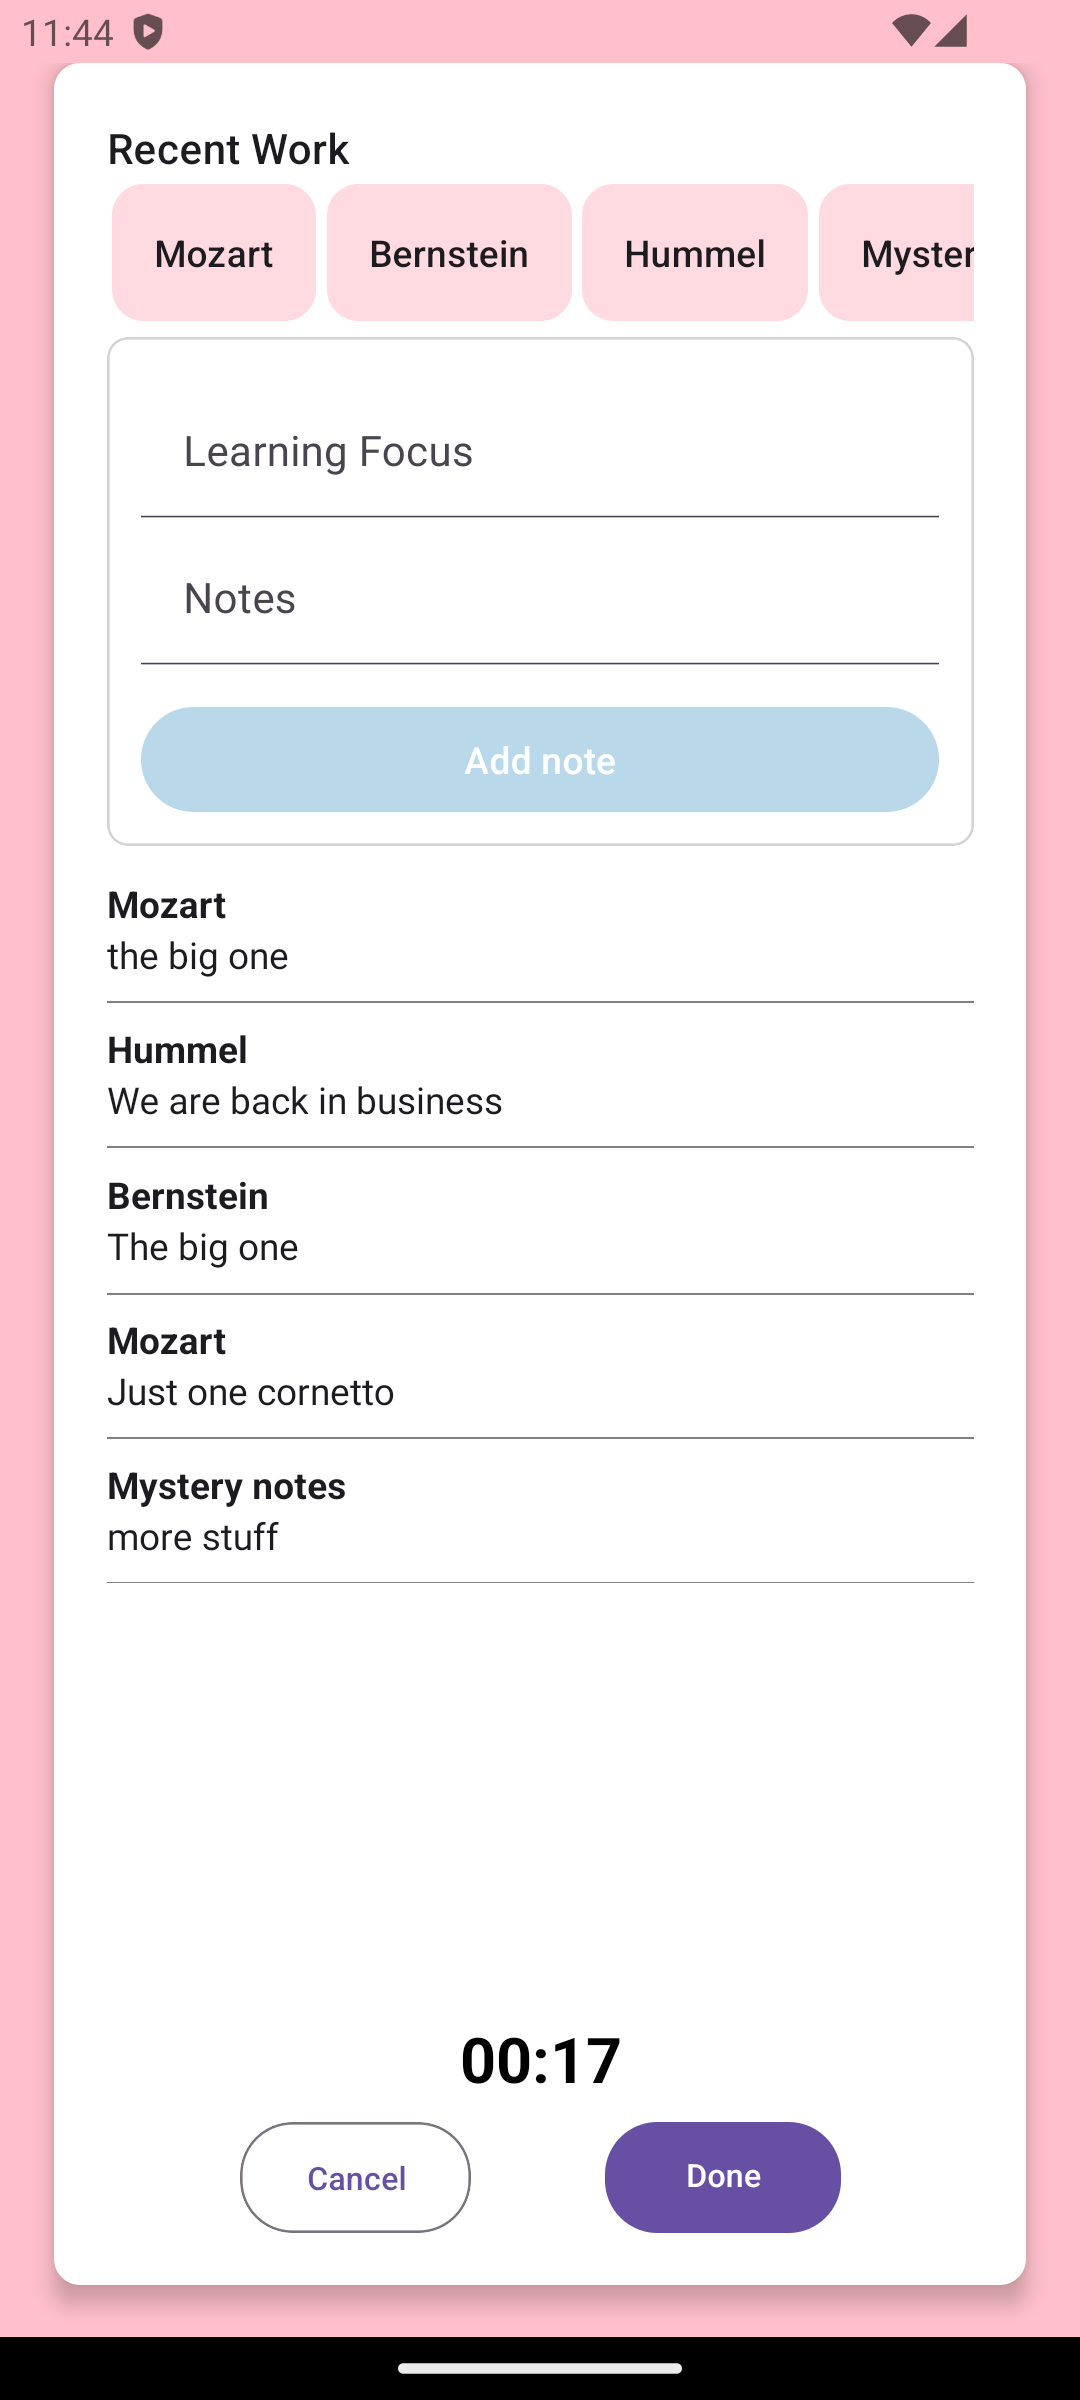 11:44
Recent Work
Mozart Bernstein Hummel Myster
Learning Focus
Notes
Add note
Mozart
the big one
Hummel
We are back in business
Bernstein
The big one
Mozart
Just one cornetto
Mystery notes
more stuff
00:17
Cancel Done